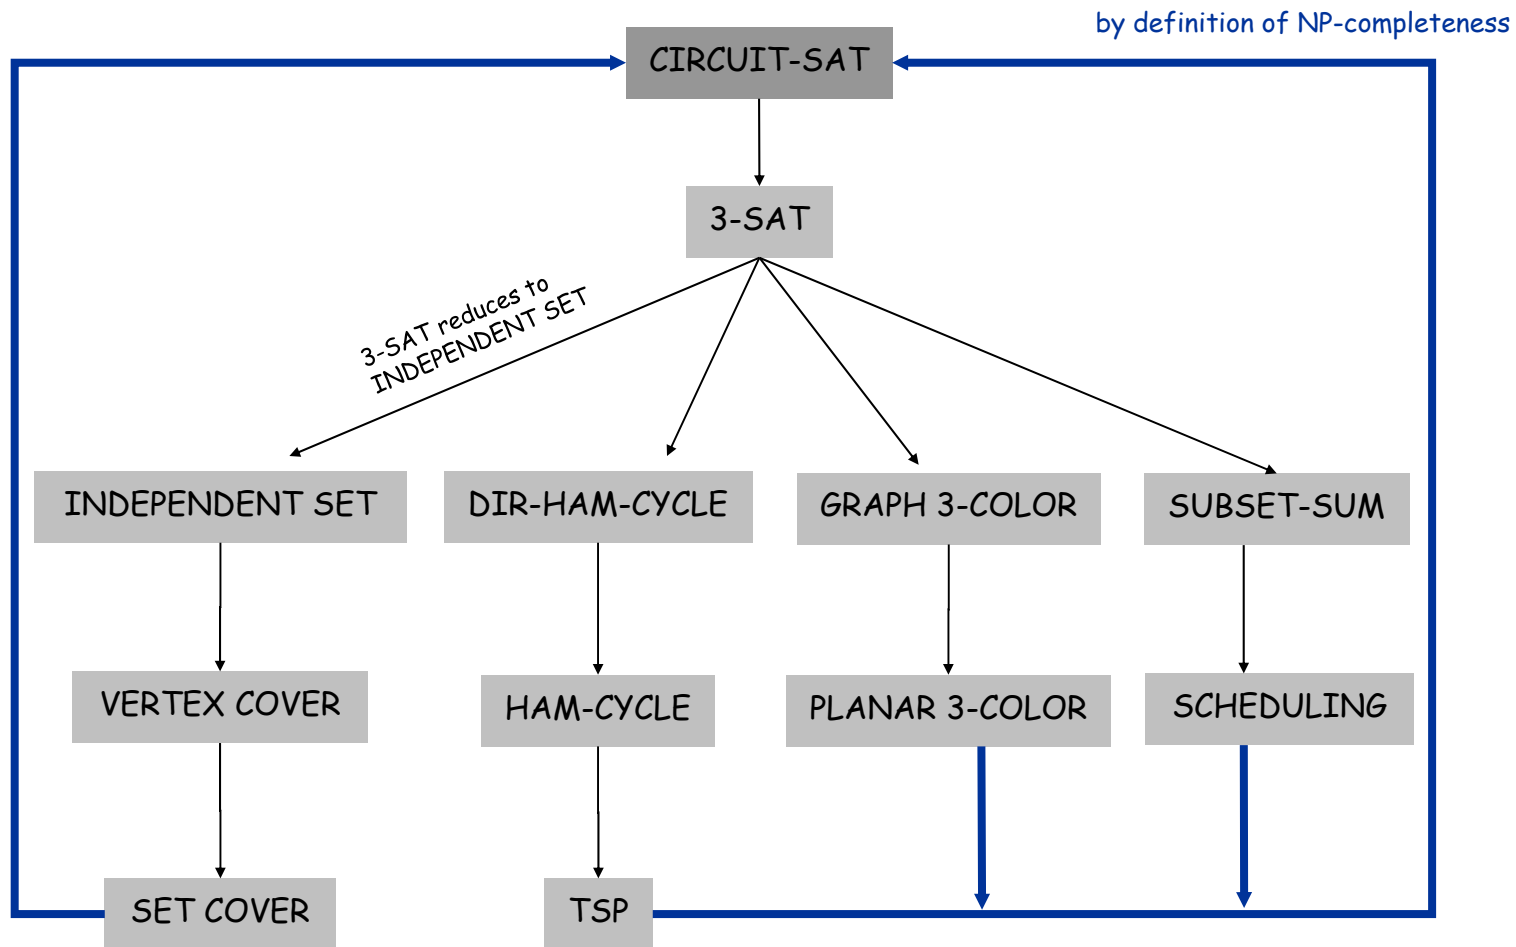 by definition of NP-completeness
CIRCUIT-SAT
3-SAT
3-SAT reduces to
INDEPENDENT SET
INDEPENDENT SET
DIR-HAM-CYCLE
GRAPH 3-COLOR
SUBSET-SUM
VERTEX COVER
HAM-CYCLE
PLANAR 3-COLOR
SCHEDULING
SET COVER
TSP